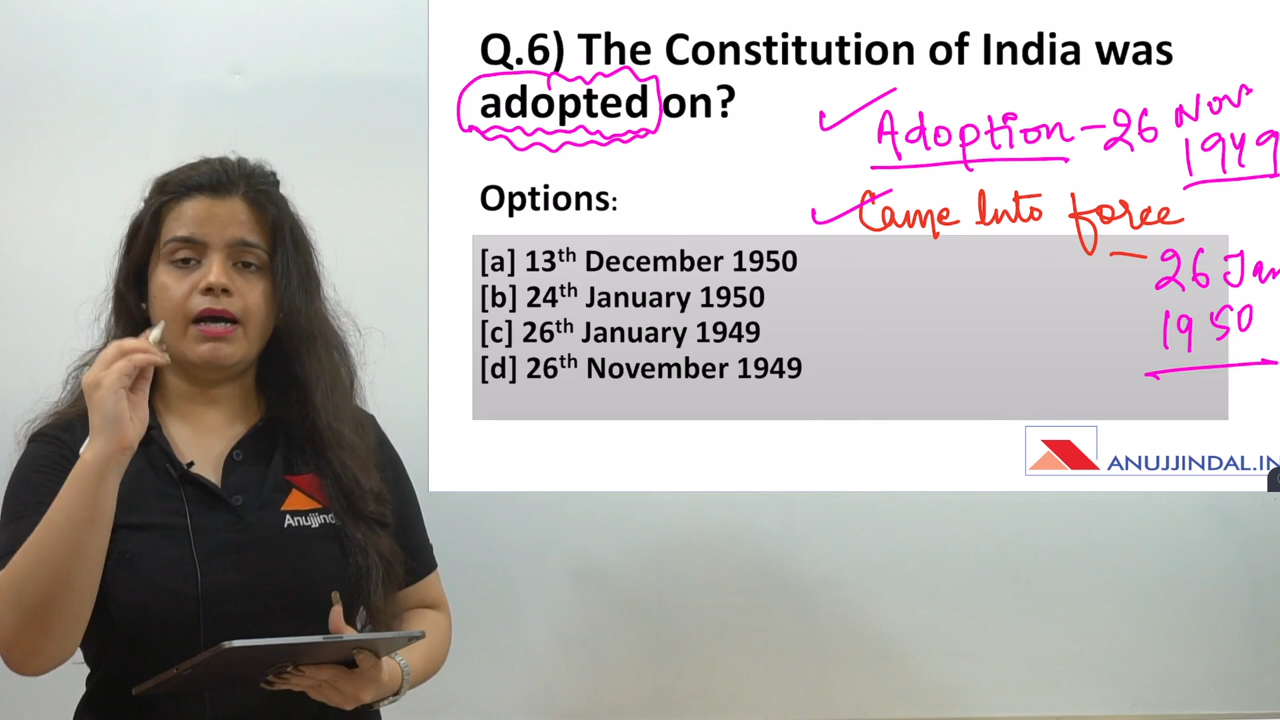 Q.6) The Constitution of India was
adopted on?
Adoption - 26 Nov
1949
Options:
Came Into force
[a] 13th December 1950
— 26 Jan
[b] 24th January 1950
1950
[c] 26th January 1949
[d] 26th November 1949
ANUJJINDAL.IN
Anujjind